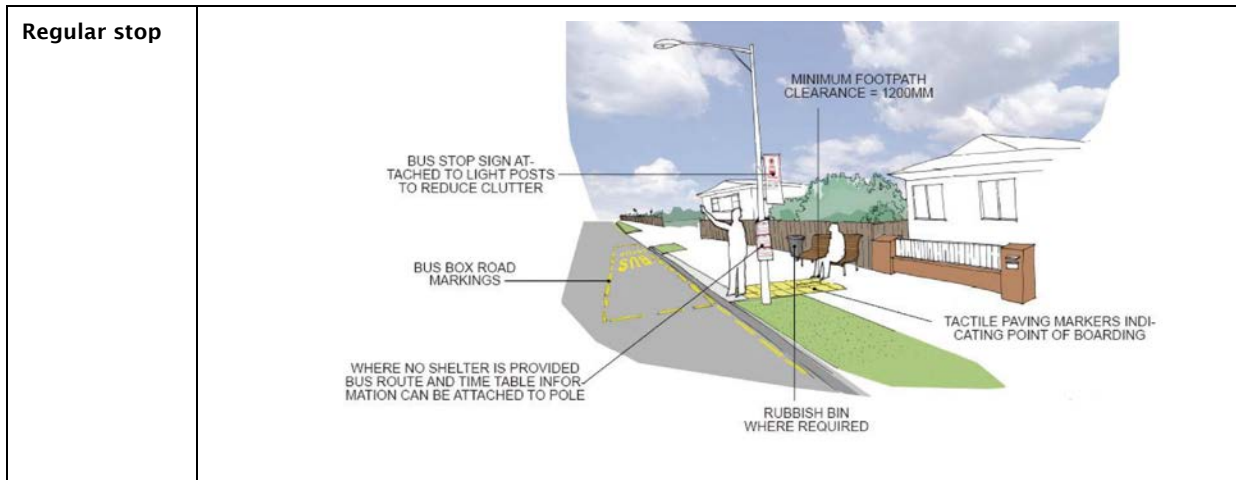 Regular stop
MINIMUM FOOTPATH
CLEARANCE = 1200MM
BUS STOP SIGN AT-
TACHED TO LIGHT POSTS
TO REDUCE CLUTTER
BUS BOX ROAD
MARKINGS
BUS
TACTILE PAVING MARKERS INDI-
CATING POINT OF BOARDING
WHERE NO SHELTER IS PROVIDED
BUS ROUTE AND TIME TABLE INFOR-
MATION CAN BE ATTACHED TO POLE
RUBBISH BIN
WHERE REQUIRED